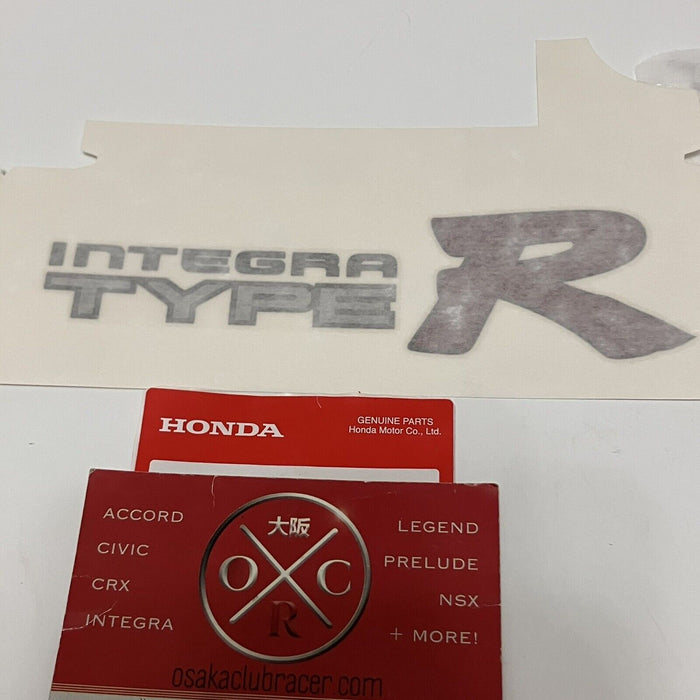 INTEGRA
TYPE R
HONDA
GENUINE PARTS
Honda Motor Co., Ltd.
ACCORD
CIVIC
CRX
INTEGRA
大阪
O C
R
LEGEND
PRELUDE
NSX
+ MORE!
osakaclubracer.com